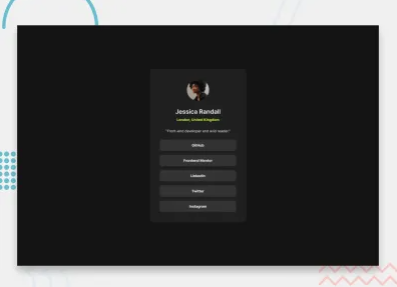 Jessica Randall
London, United Kingdom
"Front-end developer and avid reader."
GitHub
Frontend Mentor
LinkedIn
Twitter
Instagram